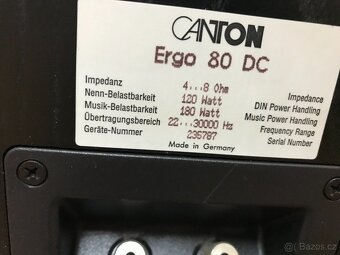 CANTON
Ergo 80 DC
Impedanz 4...8 Ohm Impedance
Nenn-Belastbarkeit 120 Watt DIN Power Handling
Musik-Belastbarkeit 180 Watt Music Power Handling
Übertragungsbereich 22...30000 Hz Frequency Range
Geräte-Nummer 235787 Serial Number
Made in Germany
Bazoš.cz